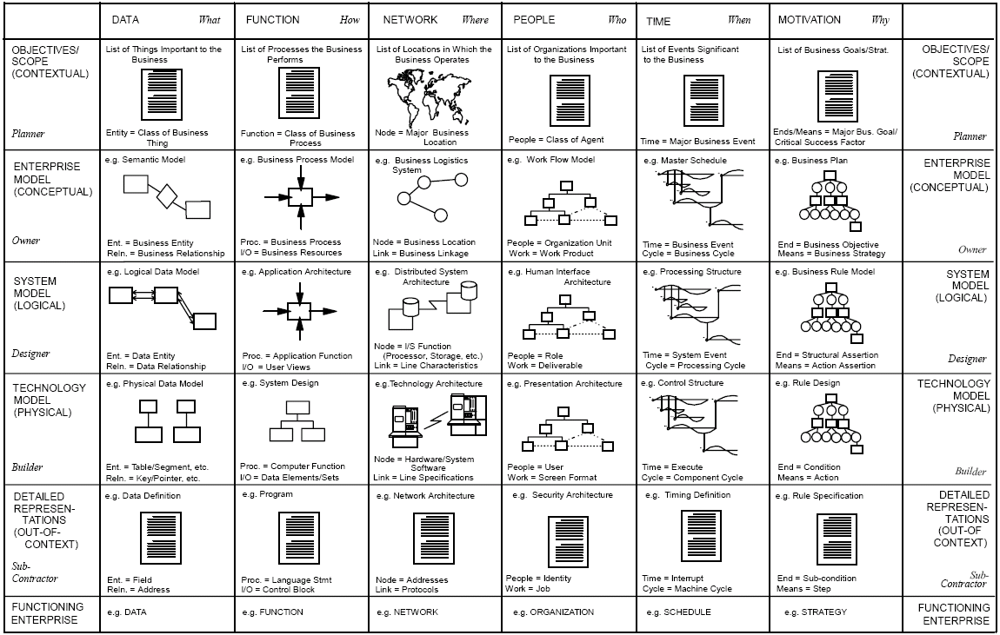 DATA What
FUNCTION How
NETWORK Where
PEOPLE Who
TIME When
MOTIVATION Why
OBJECTIVES/
SCOPE
(CONTEXTUAL)
Planner
List of Things Important to the
Business
Entity = Class of Business
Thing
List of Processes the Business
Performs
Function = Class of Business
Process
List of Locations in Which the
Business Operates
Node = Major Business
Location
List of Organizations Important
to the Business
People = Class of Agent
List of Events Significant
to the Business
Time = Major Business Event
List of Business Goals/Strat.
Ends/Means = Major Bus. Goal/
Critical Success Factor
OBJECTIVES/
SCOPE
(CONTEXTUAL)
Planner
ENTERPRISE
MODEL
(CONCEPTUAL)
Owner
e.g. Semantic Model
Ent. = Business Entity
Reln. = Business Relationship
e.g. Business Process Model
Proc. = Business Process
I/O = Business Resources
e.g. Business Logistics
System
Node = Business Location
Link = Business Linkage
e.g. Work Flow Model
People = Organization Unit
Work = Work Product
e.g. Master Schedule
Time = Business Event
Cycle = Business Cycle
e.g. Business Plan
End = Business Objective
Means = Business Strategy
ENTERPRISE
MODEL
(CONCEPTUAL)
Owner
SYSTEM
MODEL
(LOGICAL)
Designer
e.g. Logical Data Model
Ent. = Data Entity
Reln. = Data Relationship
e.g. Application Architecture
Proc. = Application Function
I/O = User Views
e.g. Distributed System
Architecture
Node = I/S Function
(Processor, Storage, etc.)
Link = Line Characteristics
e.g. Human Interface
Architecture
People = Role
Work = Deliverable
e.g. Processing Structure
Time = System Event
Cycle = Processing Cycle
e.g. Business Rule Model
End = Structural Assertion
Means = Action Assertion
SYSTEM
MODEL
(LOGICAL)
Designer
TECHNOLOGY
MODEL
(PHYSICAL)
Builder
e.g. Physical Data Model
Ent. = Table/Segment, etc.
Reln. = Key/Pointer, etc.
e.g. System Design
Proc. = Computer Function
I/O = Data Elements/Sets
e.g.Technology Architecture
Node = Hardware/System
Software
Link = Line Specifications
e.g. Presentation Architecture
People = User
Work = Screen Format
e.g. Control Structure
Time = Execute
Cycle = Component Cycle
e.g. Rule Design
End = Condition
Means = Action
TECHNOLOGY
MODEL
(PHYSICAL)
Builder
DETAILED
REPRESEN-
TATIONS
(OUT-OF-
CONTEXT)
Sub-
Contractor
e.g. Data Definition
Ent. = Field
Reln. = Address
e.g. Program
Proc. = Language Stmt
I/O = Control Block
e.g. Network Architecture
Node = Addresses
Link = Protocols
e.g. Security Architecture
People = Identity
Work = Job
e.g. Timing Definition
Time = Interrupt
Cycle = Machine Cycle
e.g. Rule Specification
End = Sub-condition
Means = Step
DETAILED
REPRESEN-
TATIONS
(OUT-OF
CONTEXT)
Sub-
Contractor
FUNCTIONING
ENTERPRISE
e.g. DATA
e.g. FUNCTION
e.g. NETWORK
e.g. ORGANIZATION
e.g. SCHEDULE
e.g. STRATEGY
FUNCTIONING
ENTERPRISE